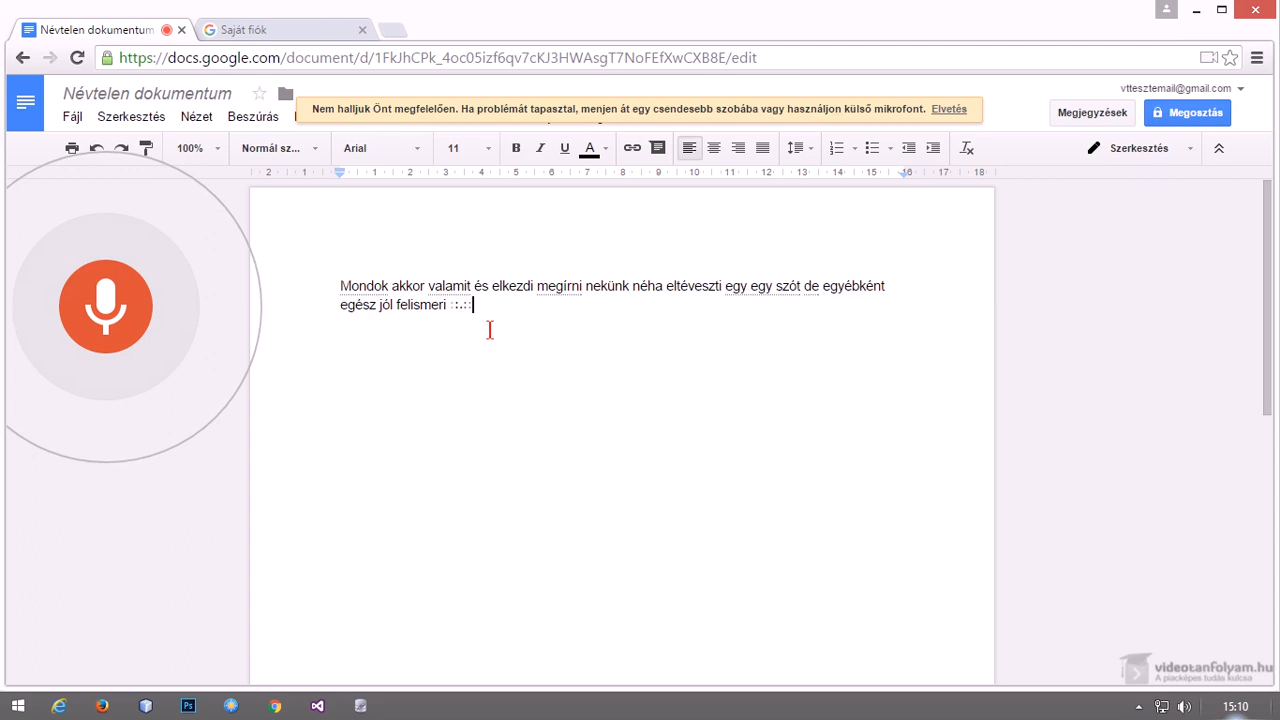 Névtelen dokumentum
Saját fiók
https://docs.google.com/document/d/1FkJhCPk_4oc05izf6qv7cKJ3HWAsgT7NoFEfXwCXB8E/edit
Névtelen dokumentum
vttesztemail@gmail.com
Nem halljuk Önt megfelelően. Ha problémát tapasztal, menjen át egy csendesebb szobába vagy használjon külső mikrofont. Elvetés
Megjegyzések
Megosztás
Fájl Szerkesztés Nézet Beszúrás
100% Normál sz... Arial 11 B I U A Szerkesztés
2 1 1 2 3 4 5 6 7 8 9 10 11 12 13 14 15 16 17 18
Mondok akkor valamit és elkezdi megírni nekünk néha eltéveszti egy egy szót de egyébként
egész jól felismeri
videotanfolyam.hu
A piacképes tudás kulcsa
Ps
15:10